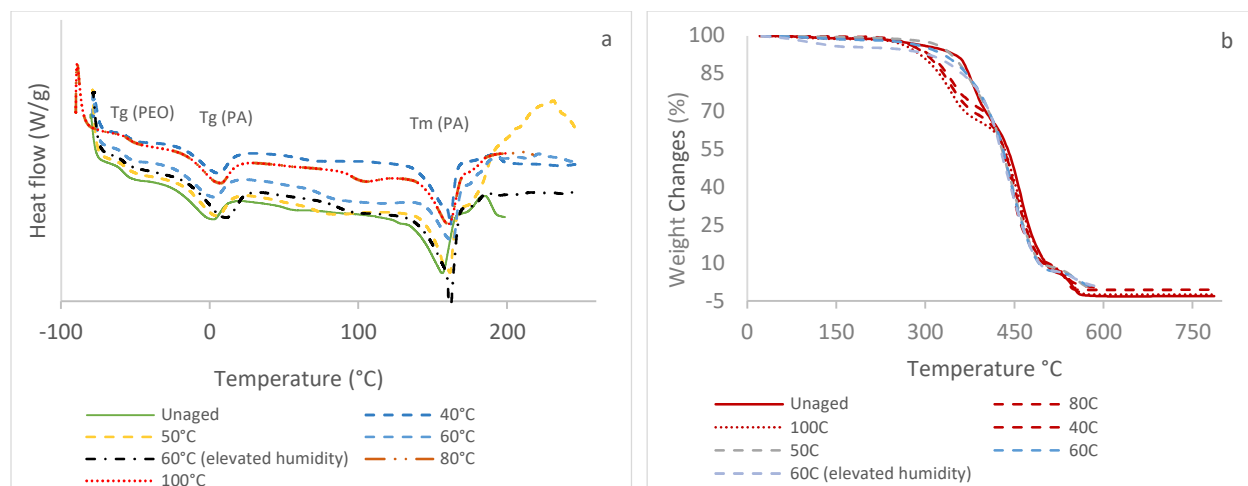 a
Heat flow (W/g)
Tg (PEO)
Tg (PA)
Tm (PA)
-100 0 100 200
Temperature (°C)
Unaged 40°C
50°C 60°C
60°C (elevated humidity) 80°C
100°C
b
Weight Changes (%)
100
85
70
55
40
25
10
-5
0 150 300 450 600 750
Temperature °C
Unaged 80C
100C 40C
50C 60C
60C (elevated humidity)